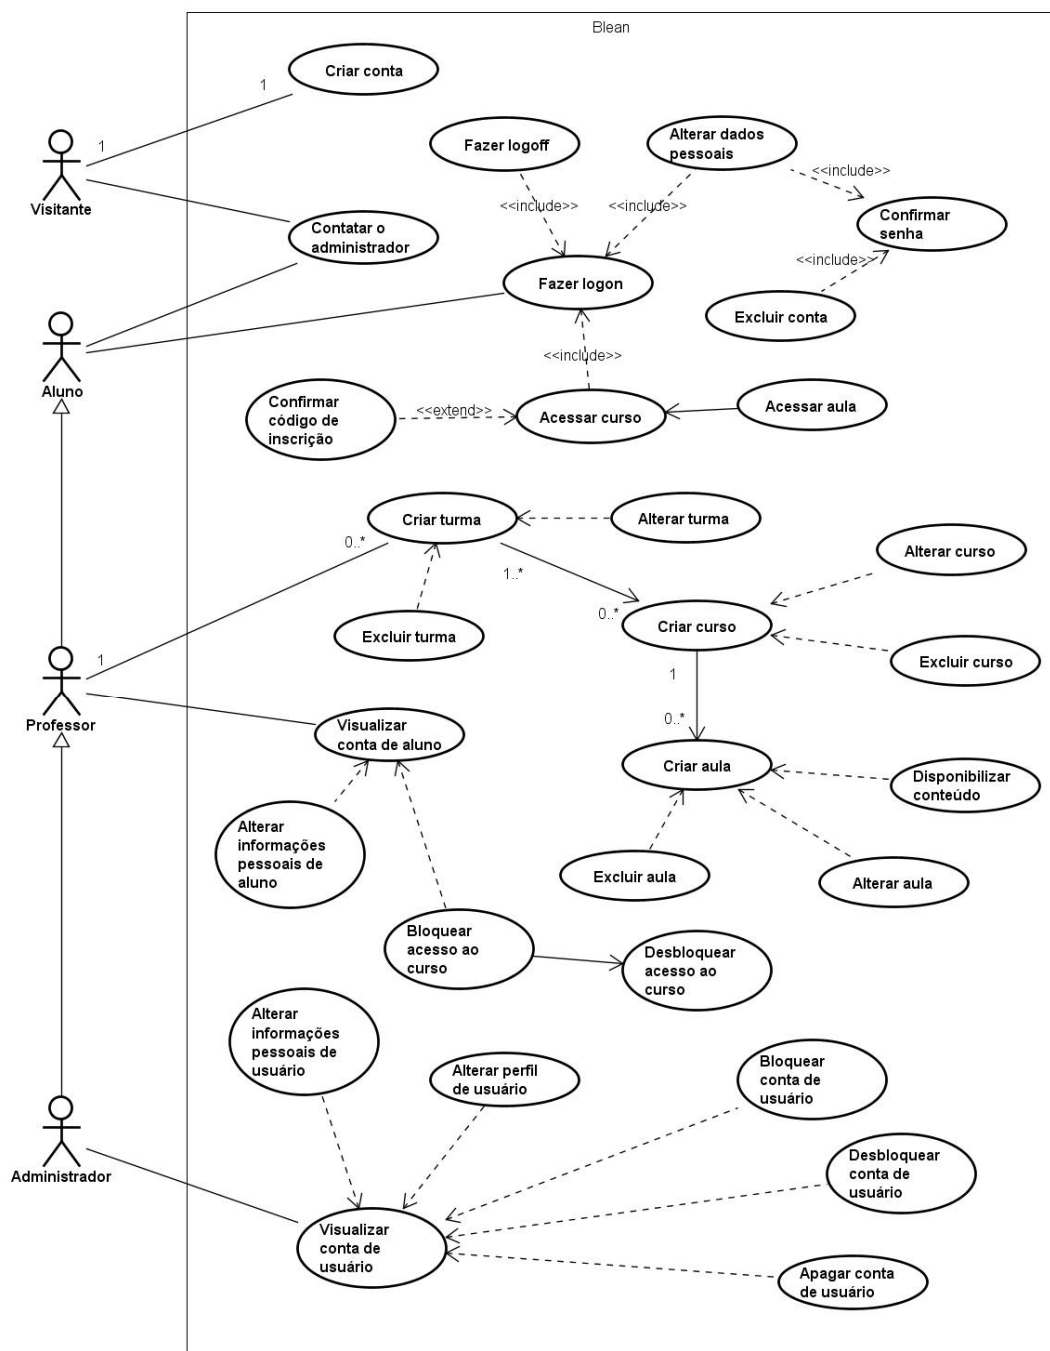 Blean
Criar conta
1
1
Visitante
Fazer logoff
Alterar dados
pessoais
<<include>>
<<include>>
<<include>>
Confirmar
senha
Contatar o
administrador
<<include>>
Fazer logon
Excluir conta
Aluno
<<include>>
Confirmar
código de
inscrição
<<extend>>
Acessar curso
Acessar aula
Criar turma
Alterar turma
0..*
1..*
Alterar curso
0..*
Criar curso
Excluir turma
Excluir curso
1
1
Professor
Visualizar
conta de aluno
0..*
Criar aula
Disponibilizar
conteúdo
Alterar
informações
pessoais de
aluno
Excluir aula
Alterar aula
Bloquear
acesso ao
curso
Desbloquear
acesso ao
curso
Alterar
informações
pessoais de
usuário
Alterar perfil
de usuário
Bloquear
conta de
usuário
Administrador
Desbloquear
conta de
usuário
Visualizar
conta de
usuário
Apagar conta
de usuário